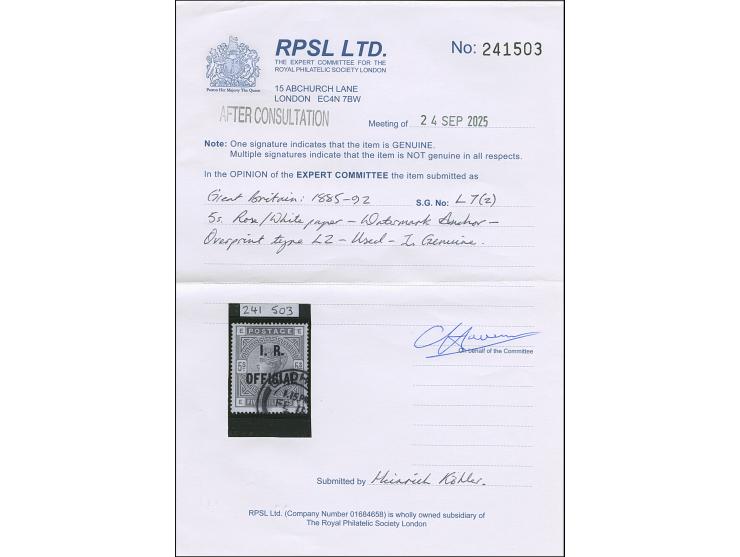 RPSL LTD.
THE EXPERT COMMITTEE FOR THE
ROYAL PHILATELIC SOCIETY LONDON
No: 241503
15 ABCHURCH LANE
LONDON EC4N 7BW
AFTER CONSULTATION
Meeting of 24 SEP 2025
Note: One signature indicates that the item is GENUINE.
Multiple signatures indicate that the item is NOT genuine in all respects.
In the OPINION of the EXPERT COMMITTEE the item submitted as
Great Britain: 1885-92 S.G. No: L7(2)
5s. Rose/White paper - Watermark Anchor -
Overprint type L2 - Used - Is Genuine.
241 503
E POSTAGE E
I. R.
OFFICIAL
On behalf of the Committee
Submitted by Heinrich Köhler.
RPSL Ltd. (Company Number 01684658) is wholly owned subsidiary of
The Royal Philatelic Society London